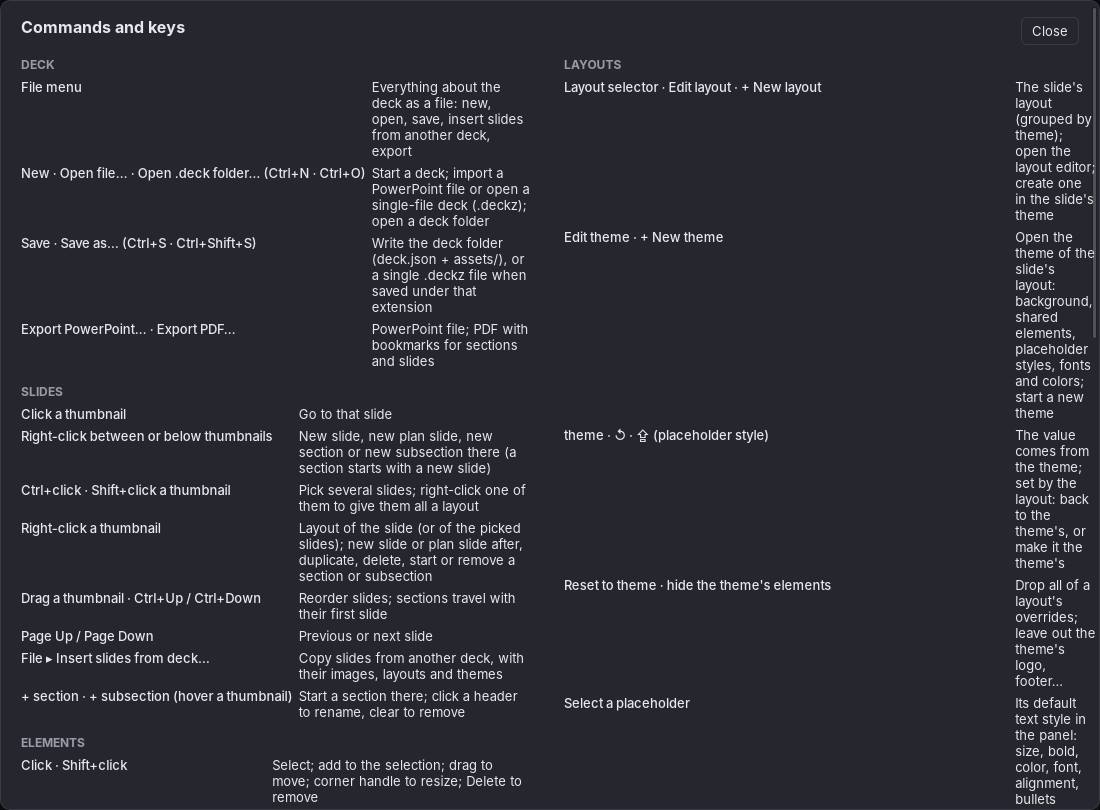 Commands and keys
Close
DECK
File menu
Everything about the
deck as a file: new,
open, save, insert slides
from another deck,
export
New · Open file... · Open .deck folder... (Ctrl+N · Ctrl+O)
Start a deck; import a
PowerPoint file or open a
single-file deck (.deckz);
open a deck folder
Save · Save as... (Ctrl+S · Ctrl+Shift+S)
Write the deck folder
(deck.json + assets/), or
a single .deckz file when
saved under that
extension
Export PowerPoint... · Export PDF...
PowerPoint file; PDF with
bookmarks for sections
and slides
SLIDES
Click a thumbnail
Go to that slide
Right-click between or below thumbnails
New slide, new plan slide, new
section or new subsection there (a
section starts with a new slide)
Ctrl+click · Shift+click a thumbnail
Pick several slides; right-click one of
them to give them all a layout
Right-click a thumbnail
Layout of the slide (or of the picked
slides); new slide or plan slide after,
duplicate, delete, start or remove a
section or subsection
Drag a thumbnail · Ctrl+Up / Ctrl+Down
Reorder slides; sections travel with
their first slide
Page Up / Page Down
Previous or next slide
File ▸ Insert slides from deck...
Copy slides from another deck, with
their images, layouts and themes
+ section · + subsection (hover a thumbnail)
Start a section there; click a header
to rename, clear to remove
ELEMENTS
Click · Shift+click
Select; add to the selection; drag to
move; corner handle to resize; Delete to
remove
LAYOUTS
Layout selector · Edit layout · + New layout
The slide's
layout
(grouped by
theme);
open the
layout editor;
create one
in the slide's
theme
Edit theme · + New theme
Open the
theme of the
slide's
layout:
background,
shared
elements,
placeholder
styles, fonts
and colors;
start a new
theme
theme · ↺ · ⇪ (placeholder style)
The value
comes from
the theme;
set by the
layout: back
to the
theme's, or
make it the
theme's
Reset to theme · hide the theme's elements
Drop all of a
layout's
overrides;
leave out the
theme's
logo,
footer...
Select a placeholder
Its default
text style in
the panel:
size, bold,
color, font,
alignment,
bullets